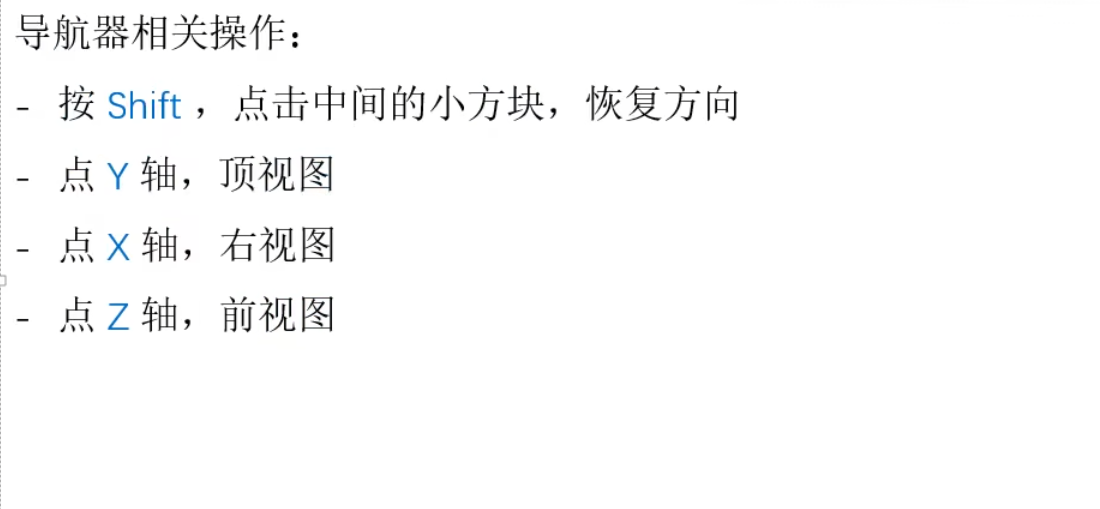 导航器相关操作：
- 按 Shift ，点击中间的小方块，恢复方向
- 点 Y 轴，顶视图
- 点 X 轴，右视图
- 点 Z 轴，前视图